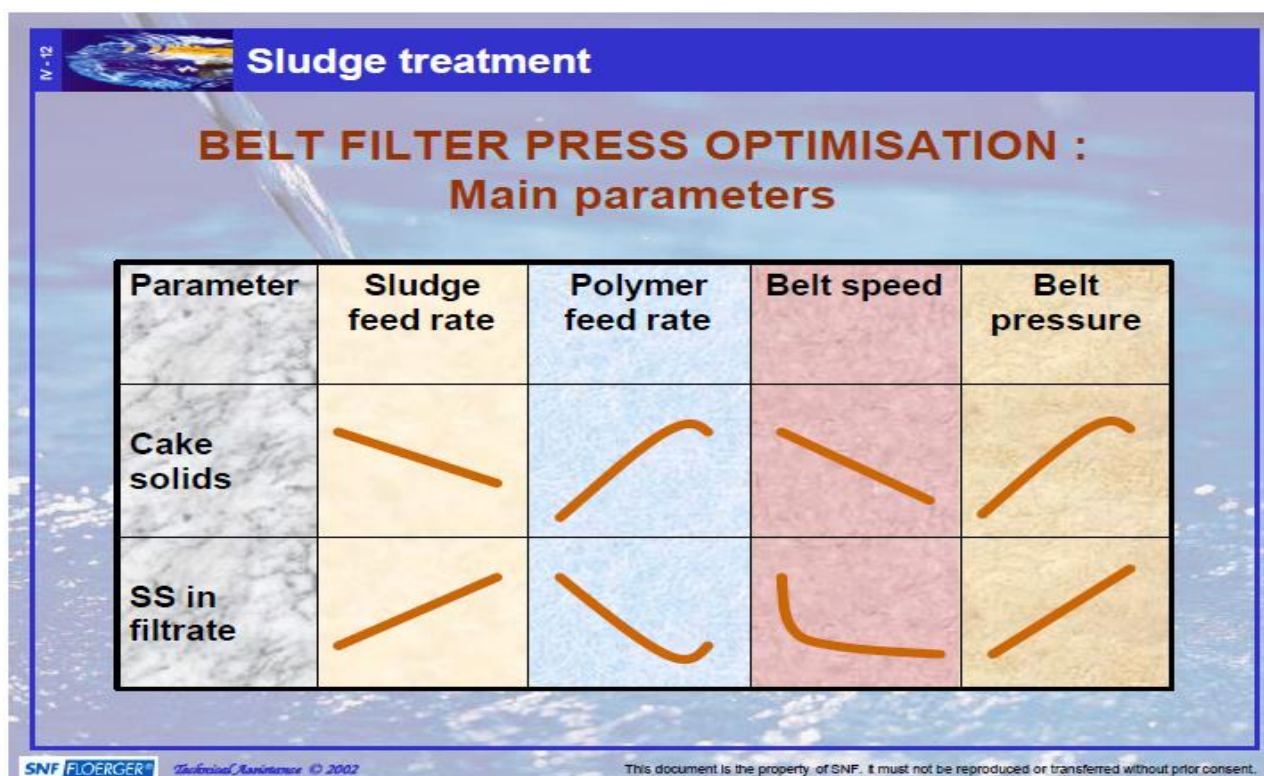 IV - 12
Sludge treatment
BELT FILTER PRESS OPTIMISATION :
Main parameters
Parameter
Sludge
feed rate
Polymer
feed rate
Belt speed
Belt
pressure
Cake
solids
SS in
filtrate
SNF FLOERGER®
Technical Assistance © 2002
This document is the property of SNF. It must not be reproduced or transferred without prior consent.